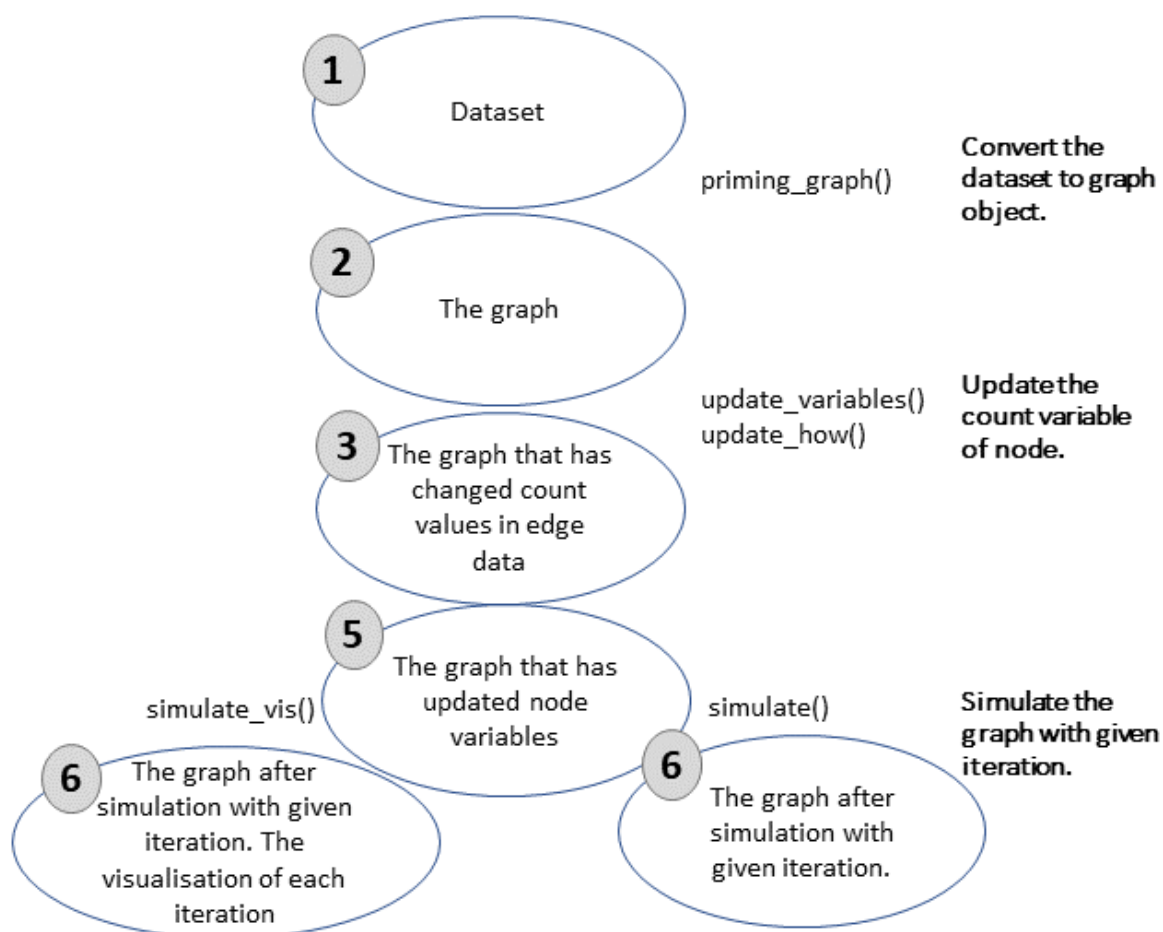 1
Dataset
priming_graph()
Convert the
dataset to graph
object.
2
The graph
update_variables()
update_how()
Update the
count variable
of node.
3
The graph that has
changed count
values in edge
data
5
The graph that has
updated node
variables
simulate_vis()
simulate()
Simulate the
graph with given
iteration.
6
The graph after
simulation with given
iteration. The
visualisation of each
iteration
6
The graph after
simulation with
given iteration.